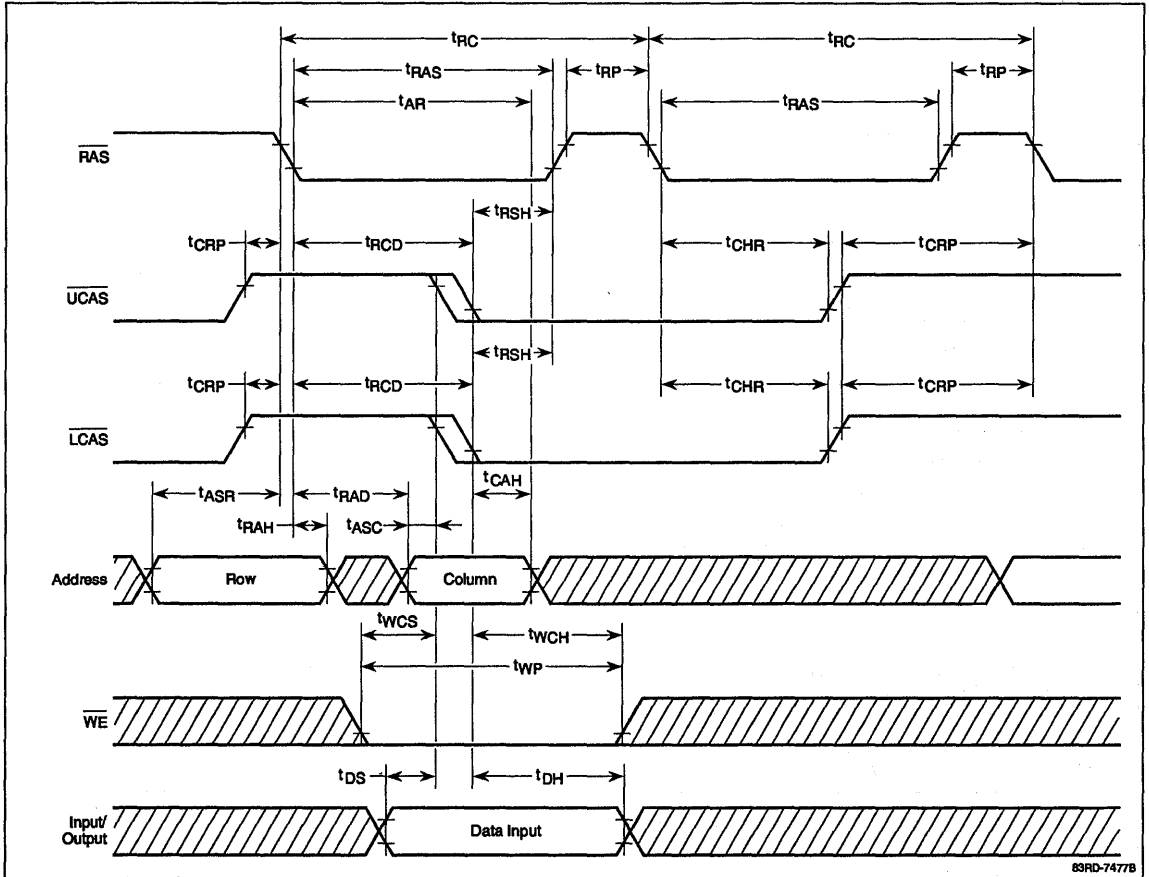 tRC tRC
tRAS tRP tRP
tAR tRAS
RAS
tRSH
tCRP tRCD tCHR tCRP
UCAS
tRSH
tCRP tRCD tCHR tCRP
LCAS
tCAH
tASR tRAD
tRAH tASC
Address Row Column
tWCS tWCH
tWP
WE
tDS tDH
Input/
Output Data Input
83RD-7477B